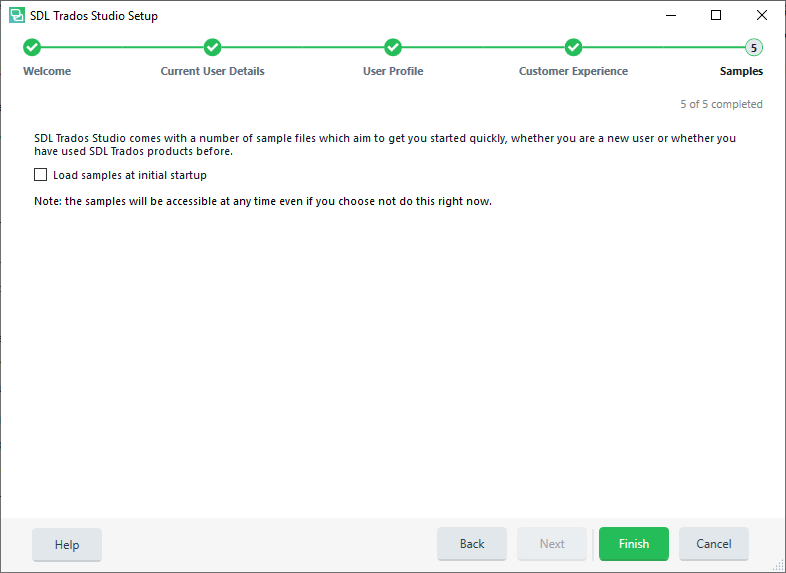 SDL Trados Studio Setup
5
Welcome
Current User Details
User Profile
Customer Experience
Samples
5 of 5 completed
SDL Trados Studio comes with a number of sample files which aim to get you started quickly, whether you are a new user or whether you
have used SDL Trados products before.
Load samples at initial startup
Note: the samples will be accessible at any time even if you choose not do this right now.
Help
Back
Next
Finish
Cancel